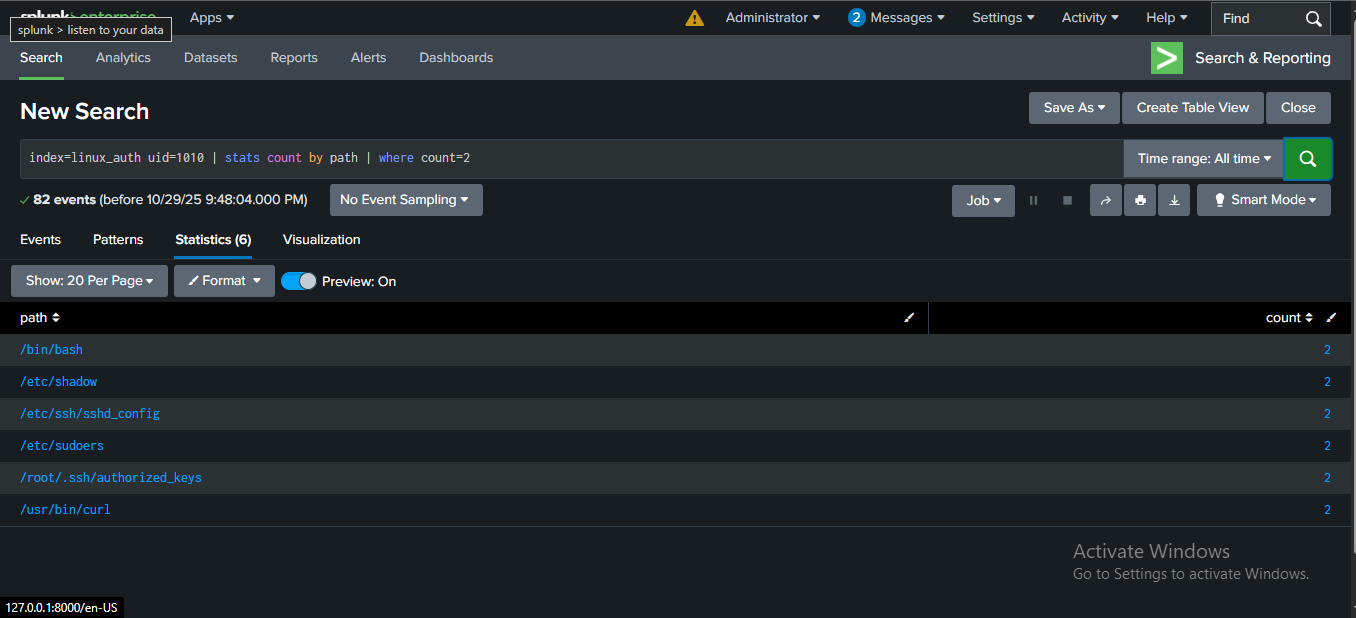 Apps
Administrator
2 Messages
Settings
Activity
Help
Find
splunk > listen to your data
Search
Analytics
Datasets
Reports
Alerts
Dashboards
Search & Reporting
New Search
Save As
Create Table View
Close
index=linux_auth uid=1010 | stats count by path | where count=2
Time range: All time
82 events (before 10/29/25 9:48:04.000 PM)
No Event Sampling
Job
Smart Mode
Events
Patterns
Statistics (6)
Visualization
Show: 20 Per Page
Format
Preview: On
path
count
/bin/bash 2
/etc/shadow 2
/etc/ssh/sshd_config 2
/etc/sudoers 2
/root/.ssh/authorized_keys 2
/usr/bin/curl 2
Activate Windows
Go to Settings to activate Windows.
127.0.0.1:8000/en-US